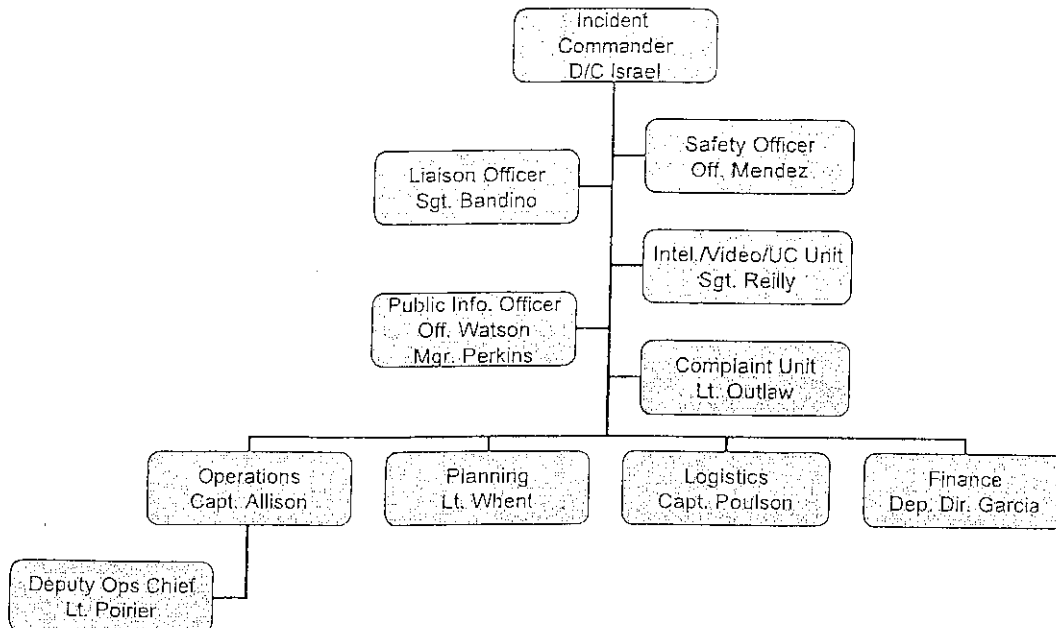 Incident
Commander
D/C Israel
Safety Officer
Off. Mendez
Liaison Officer
Sgt. Bandino
Intel./Video/UC Unit
Sgt. Reilly
Public Info. Officer
Off. Watson
Mgr. Perkins
Complaint Unit
Lt. Outlaw
Operations
Capt. Allison
Planning
Lt. Whent
Logistics
Capt. Poulson
Finance
Dep. Dir. Garcia
Deputy Ops Chief
Lt. Poirier